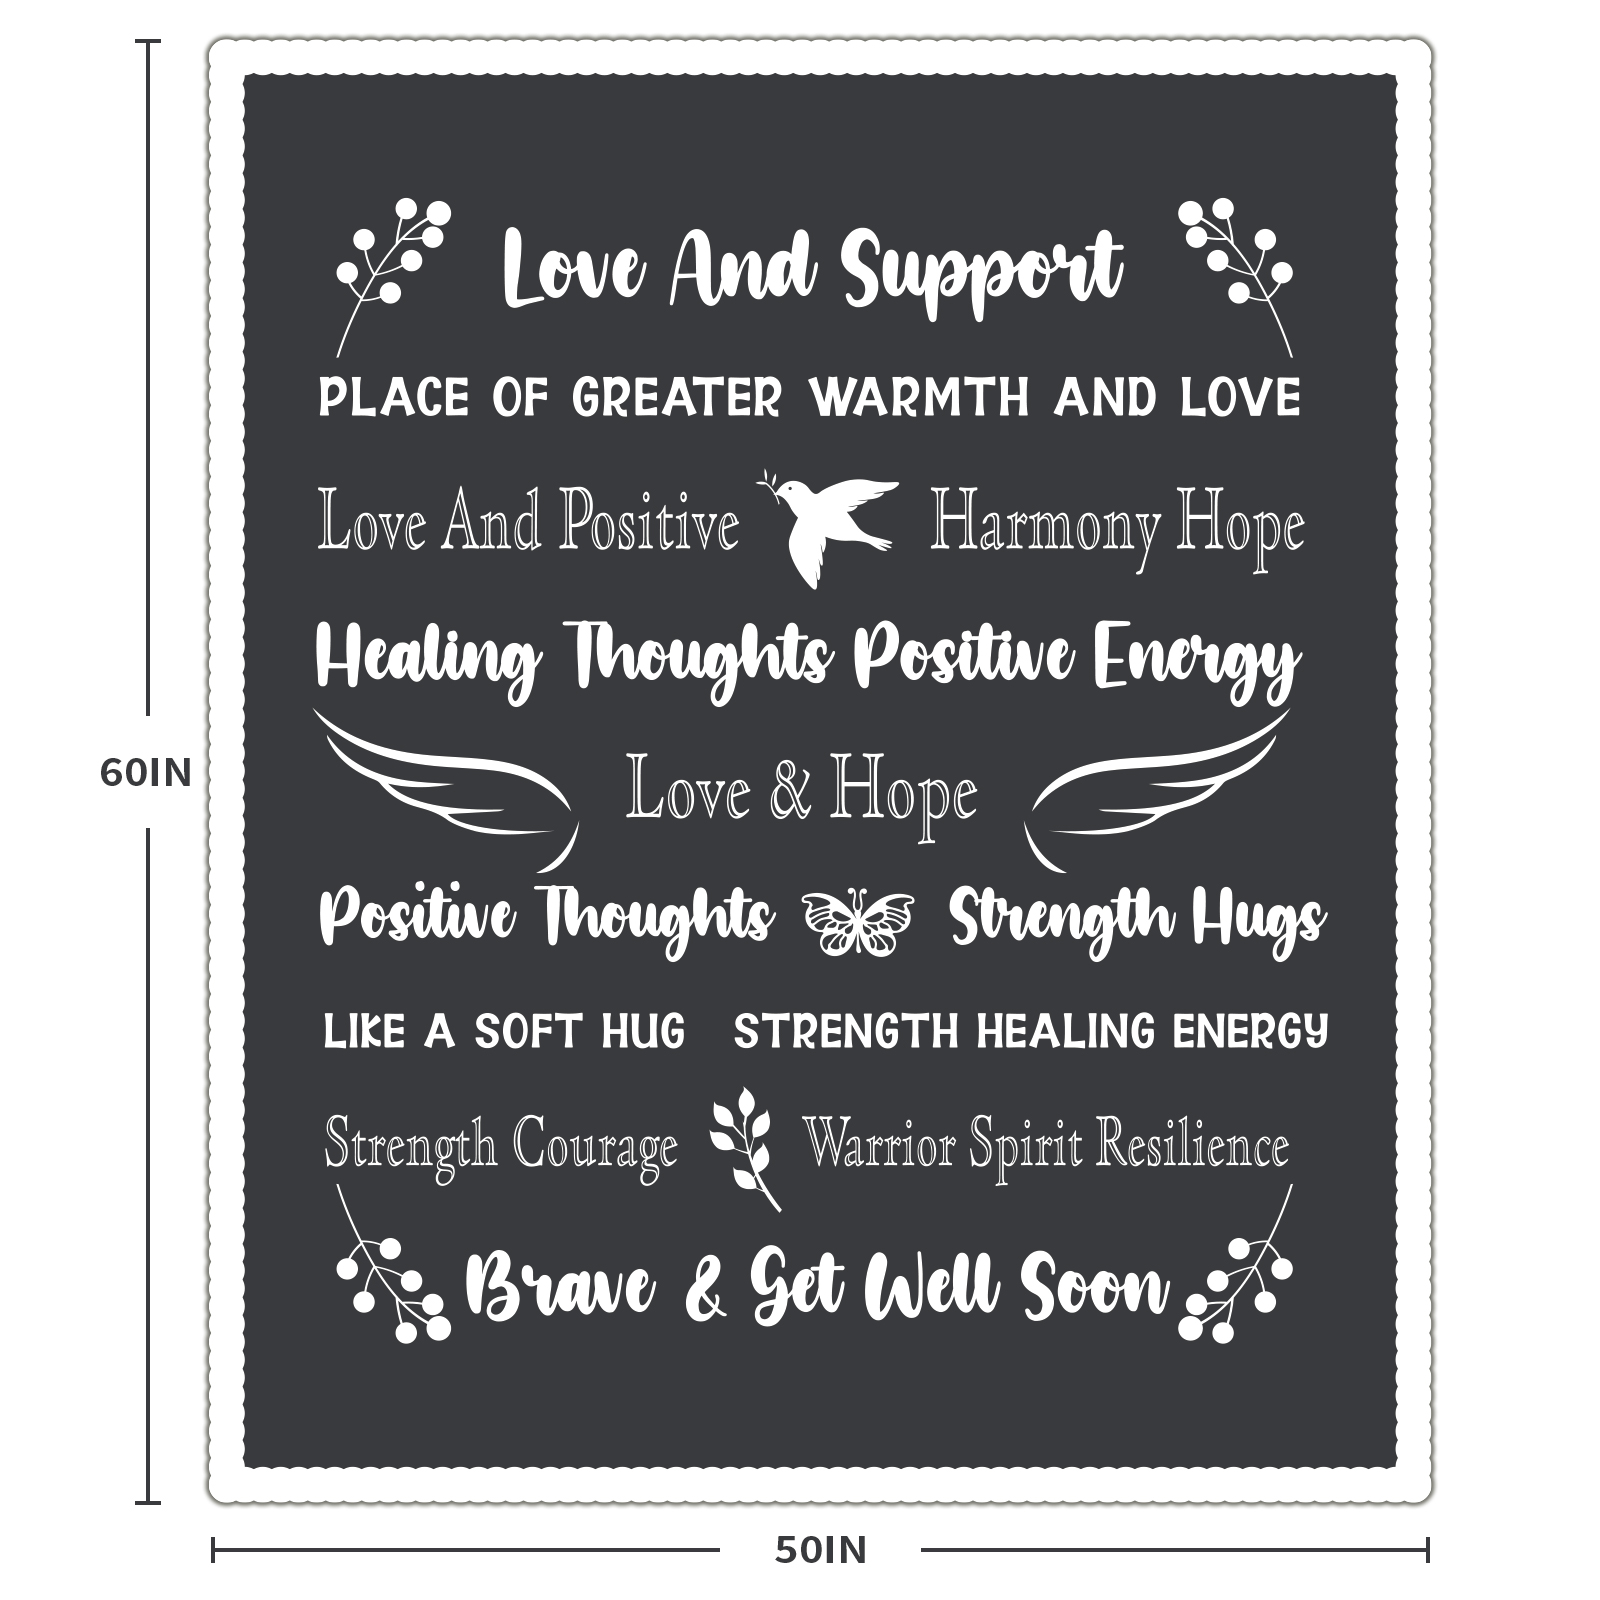 Love And Support
PLACE OF GREATER WARMTH AND LOVE
Love And Positive Harmony Hope
Healing Thoughts Positive Energy
60IN
Love & Hope
Positive Thoughts Strength Hugs
LIKE A SOFT HUG STRENGTH HEALING ENERGY
Strength Courage Warrior Spirit Resilience
Brave & Get Well Soon
50IN